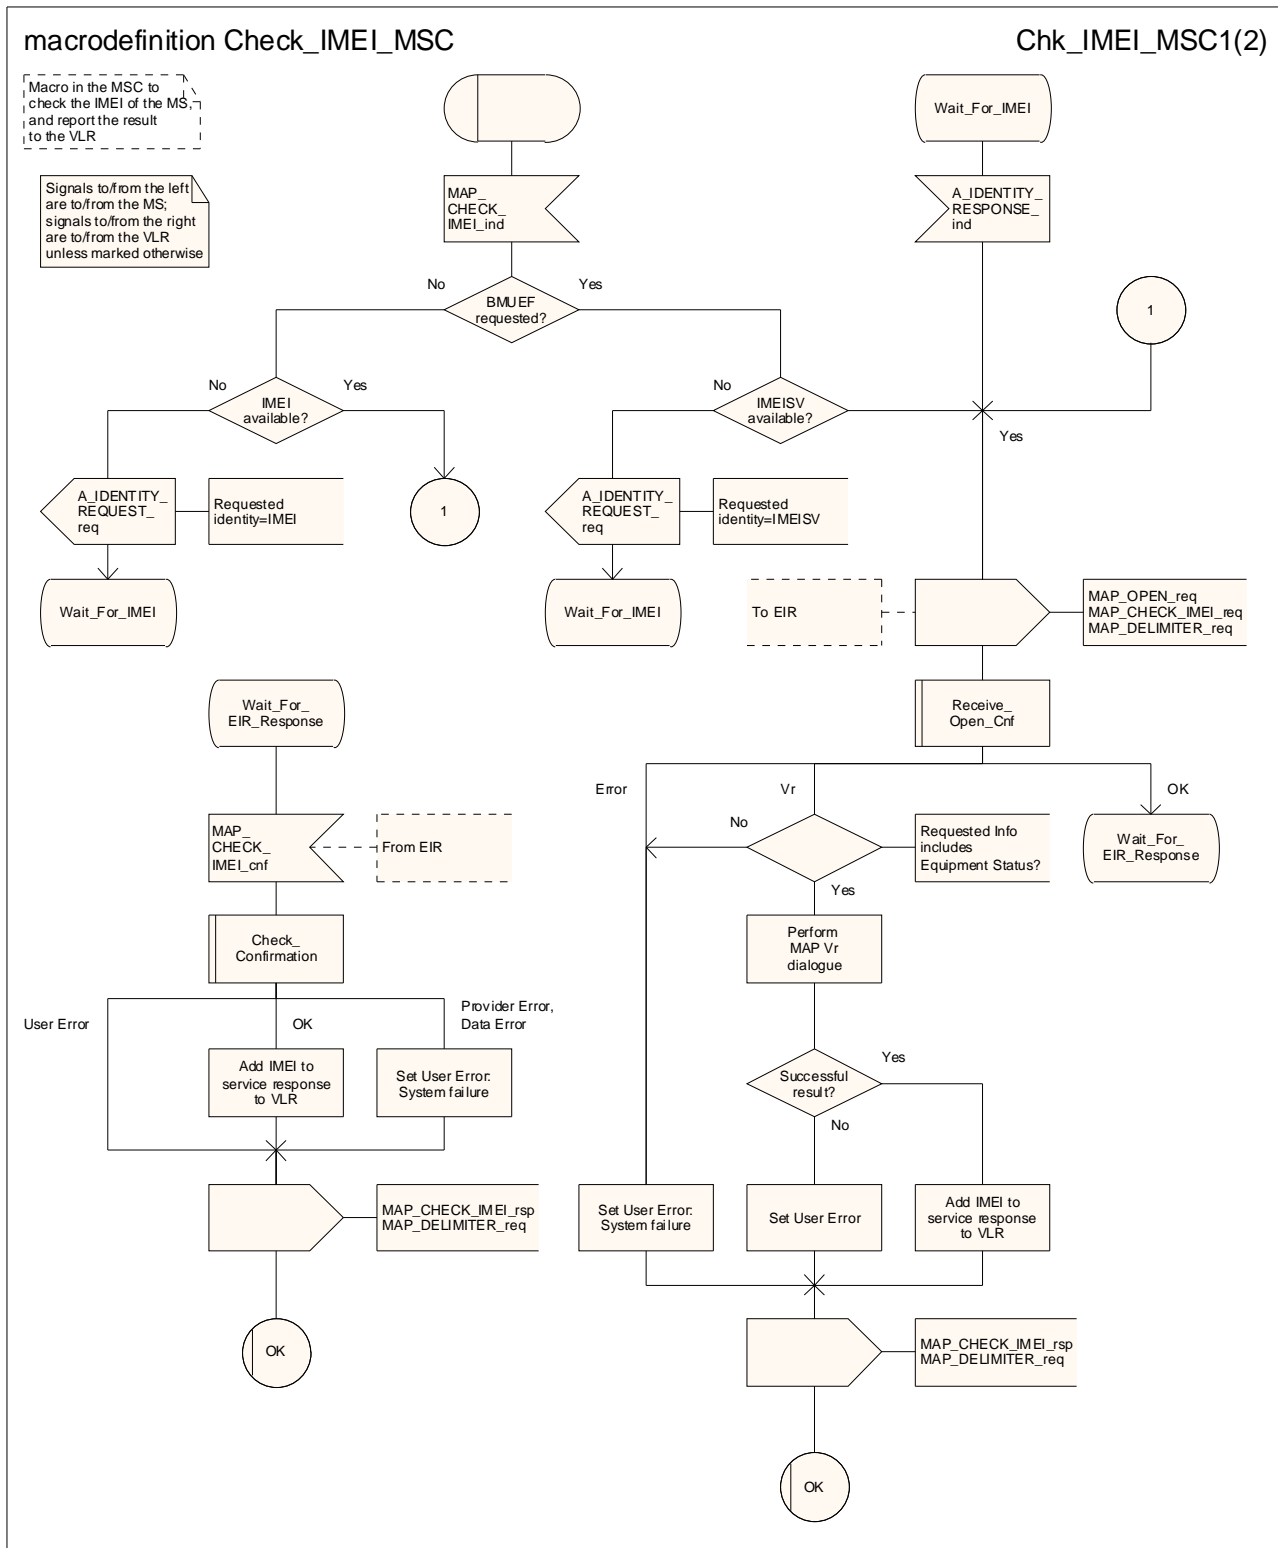 macrodefinition Check_IMEI_MSC
Chk_IMEI_MSC1(2)
Macro in the MSC to
check the IMEI of the MS,
and report the result
to the VLR
Signals to/from the left
are to/from the MS;
signals to/from the right
are to/from the VLR
unless marked otherwise
MAP_
CHECK_
IMEI_ind
Wait_For_IMEI
A_IDENTITY_
RESPONSE_
ind
No
Yes
BMUEF
requested?
1
No
Yes
IMEI
available?
No
IMEISV
available?
Yes
A_IDENTITY_
REQUEST_
req
Requested
identity=IMEI
1
A_IDENTITY_
REQUEST_
req
Requested
identity=IMEISV
Wait_For_IMEI
Wait_For_IMEI
To EIR
MAP_OPEN_req
MAP_CHECK_IMEI_req
MAP_DELIMITER_req
Wait_For_
EIR_Response
Receive_
Open_Cnf
Error
Vr
OK
MAP_
CHECK_
IMEI_cnf
From EIR
No
Requested Info
includes
Equipment Status?
Wait_For_
EIR_Response
Yes
Check_
Confirmation
Perform
MAP Vr
dialogue
User Error
OK
Provider Error,
Data Error
Add IMEI to
service response
to VLR
Set User Error:
System failure
Successful
result?
Yes
No
MAP_CHECK_IMEI_rsp
MAP_DELIMITER_req
Set User Error:
System failure
Set User Error
Add IMEI to
service response
to VLR
OK
MAP_CHECK_IMEI_rsp
MAP_DELIMITER_req
OK